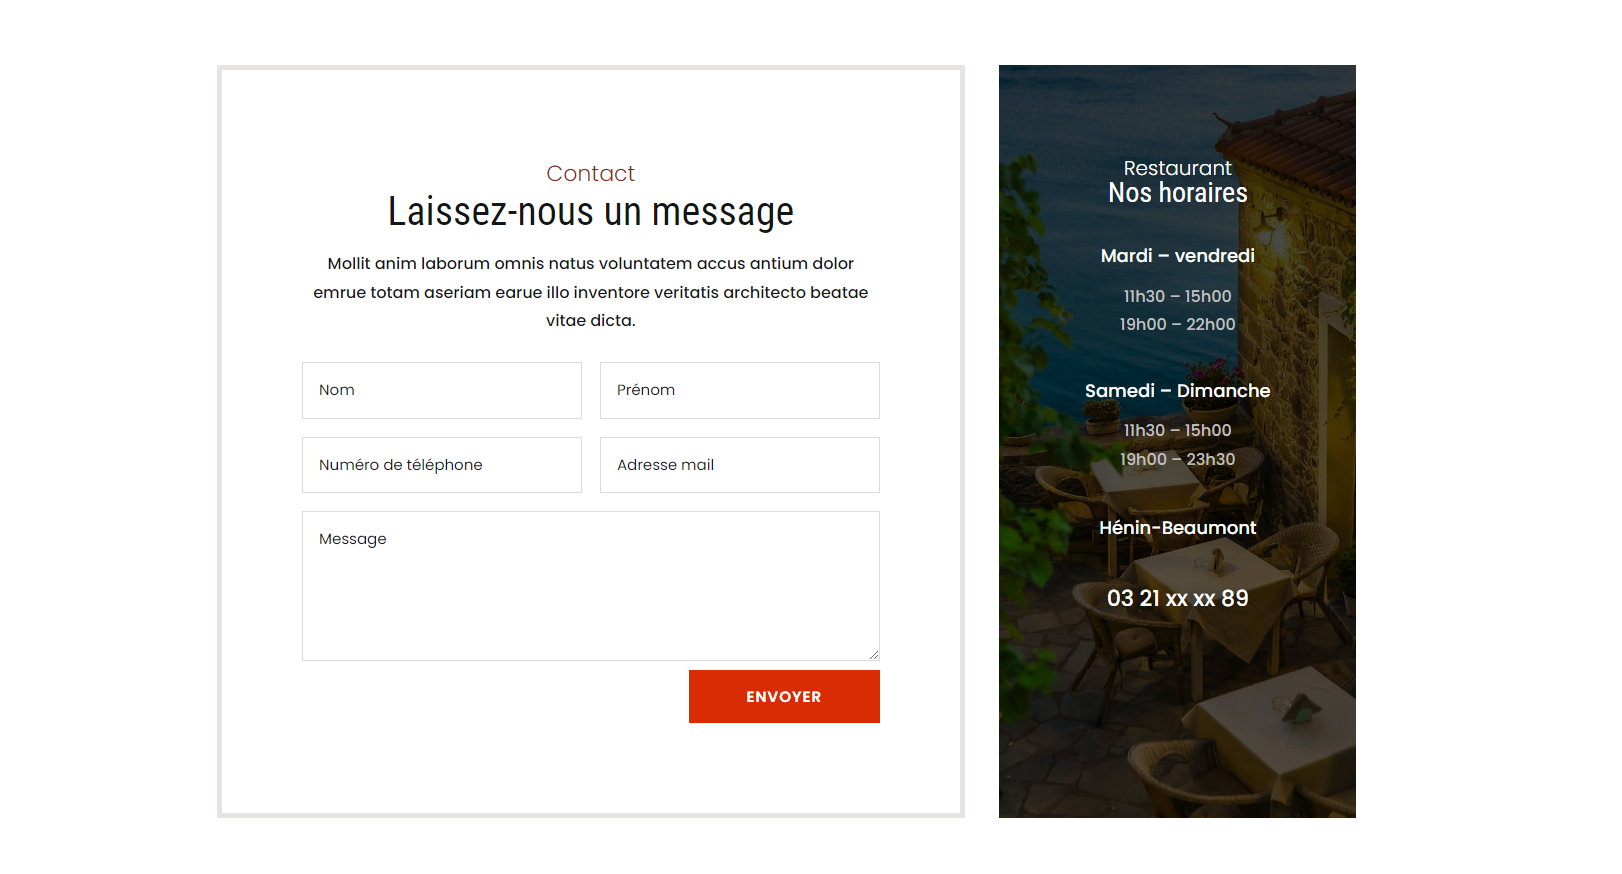 Contact
Laissez-nous un message
Mollit anim laborum omnis natus voluptatem accus antium dolor
emrue totam aseriam earue illo inventore veritatis architecto beatae
vitae dicta.
Nom
Prénom
Numéro de téléphone
Adresse mail
Message
ENVOYER
Restaurant
Nos horaires
Mardi – vendredi
11h30 – 15h00
19h00 – 22h00
Samedi – Dimanche
11h30 – 15h00
19h00 – 23h30
Hénin-Beaumont
03 21 xx xx 89